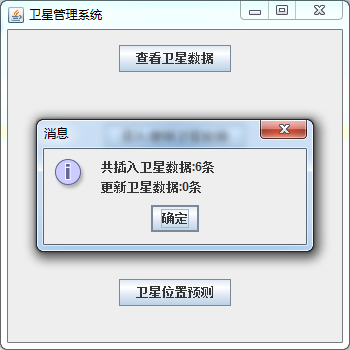 卫星管理系统
查看卫星数据
消息
共插入卫星数据:6条
更新卫星数据:0条
确定
卫星位置预测